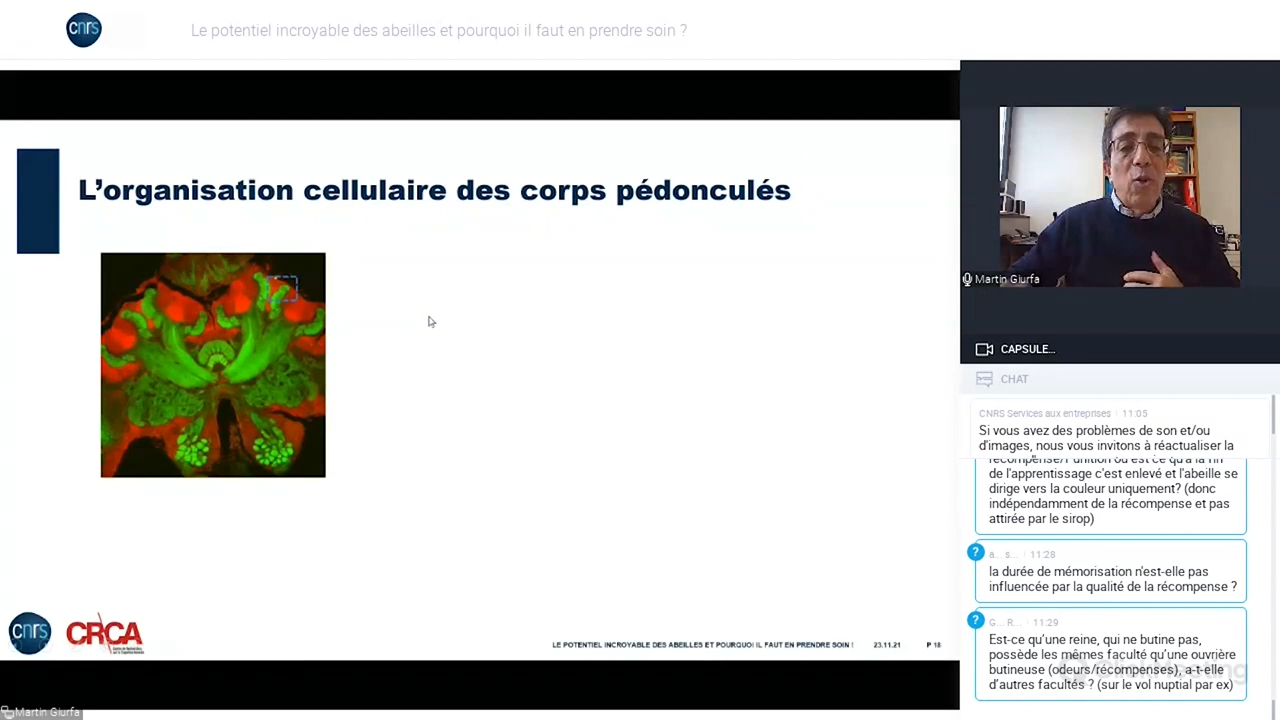 cnrs
Le potentiel incroyable des abeilles et pourquoi il faut en prendre soin ?
L'organisation cellulaire des corps pédonculés
cnrs
CRCA
LE POTENTIEL INCROYABLE DES ABEILLES ET POURQUOI IL FAUT EN PRENDRE SOIN !
23.11.21
P 18
Martin Giurfa
Martin Giurfa
CAPSULE...
CHAT
CNRS Services aux entreprises
11:05
Si vous avez des problèmes de son et/ou
d'images, nous vous invitons à réactualiser la
de l'apprentissage c'est enlevé et l'abeille se
dirige vers la couleur uniquement? (donc
indépendamment de la récompense et pas
attirée par le sirop)
?
a... s...
11:28
la durée de mémorisation n'est-elle pas
influencée par la qualité de la récompense ?
?
G... R...
11:29
Est-ce qu'une reine, qui ne butine pas,
possède les mêmes faculté qu'une ouvrière
butineuse (odeurs/récompenses), a-t-elle
d'autres facultés ? (sur le vol nuptial par ex)